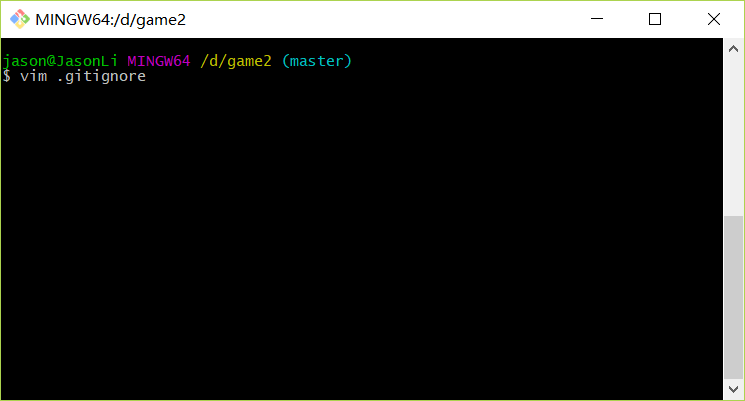 MINGW64:/d/game2
jason@JasonLi MINGW64 /d/game2 (master)
$ vim .gitignore